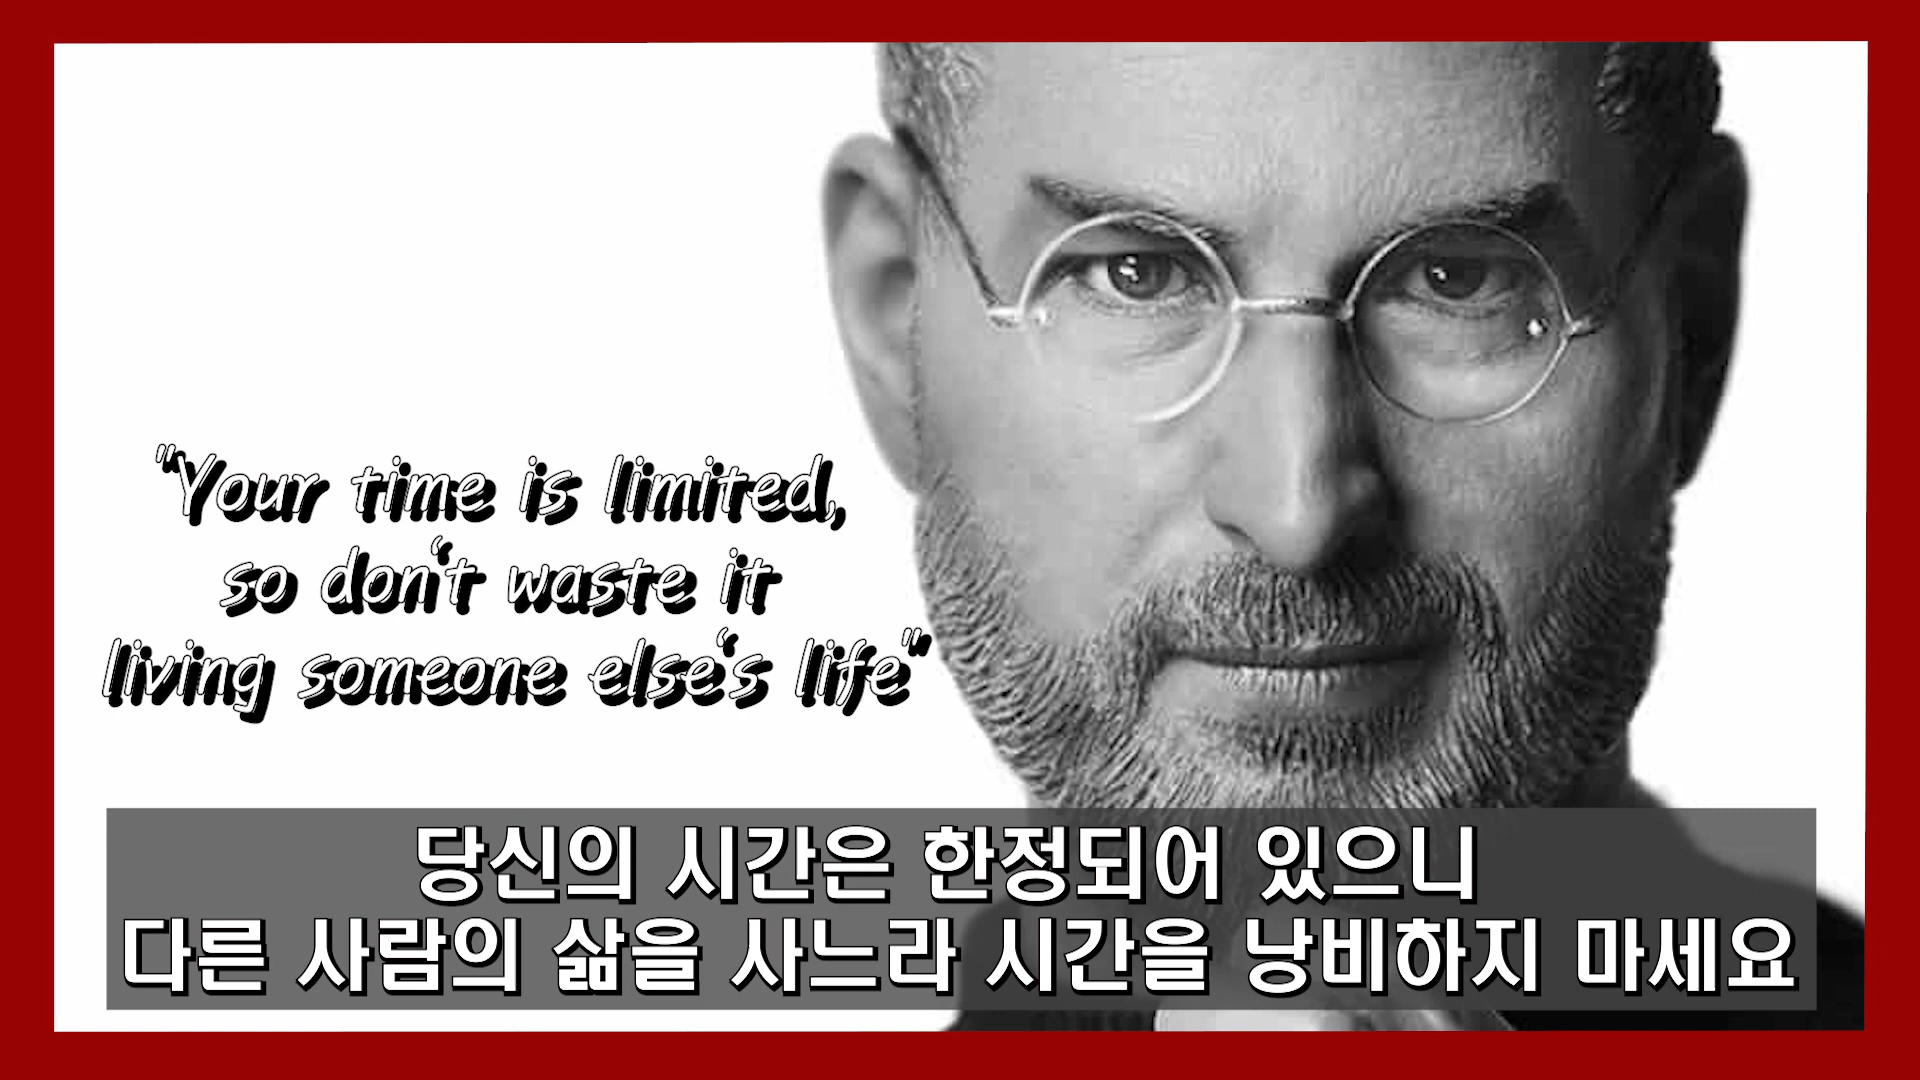 "Your time is limited,
so don't waste it
living someone else's life"
당신의 시간은 한정되어 있으니
다른 사람의 삶을 사느라 시간을 낭비하지 마세요